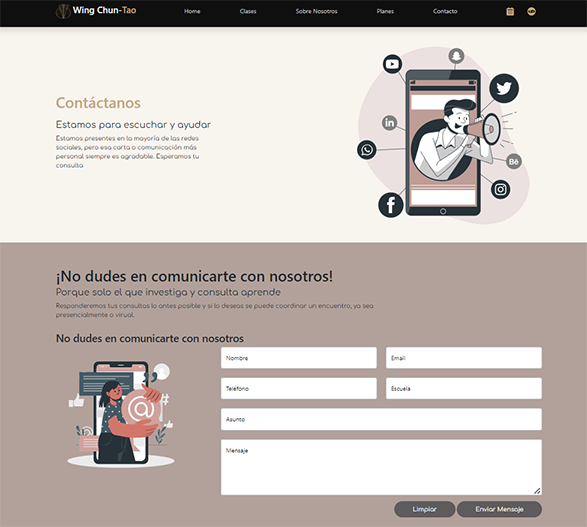 Wing Chun-Tao
Home
Clases
Sobre Nosotros
Planes
Contacto
Contáctanos
Estamos para escuchar y ayudar
Estamos presentes en la mayoría de las redes
sociales, pero esa carta o comunicación más
personal siempre es agradable. Esperamos tu
consulta
in
Bē
f
¡No dudes en comunicarte con nosotros!
Porque solo el que investiga y consulta aprende
Responderemos tus consultas lo antes posible y si lo deseas se puede coordinar un encuentro, ya sea
presencialmente o virual.
No dudes en comunicarte con nosotros
@
#
Nombre
Email
Teléfono
Escuela
Asunto
Mensaje
Limpiar
Enviar Mensaje